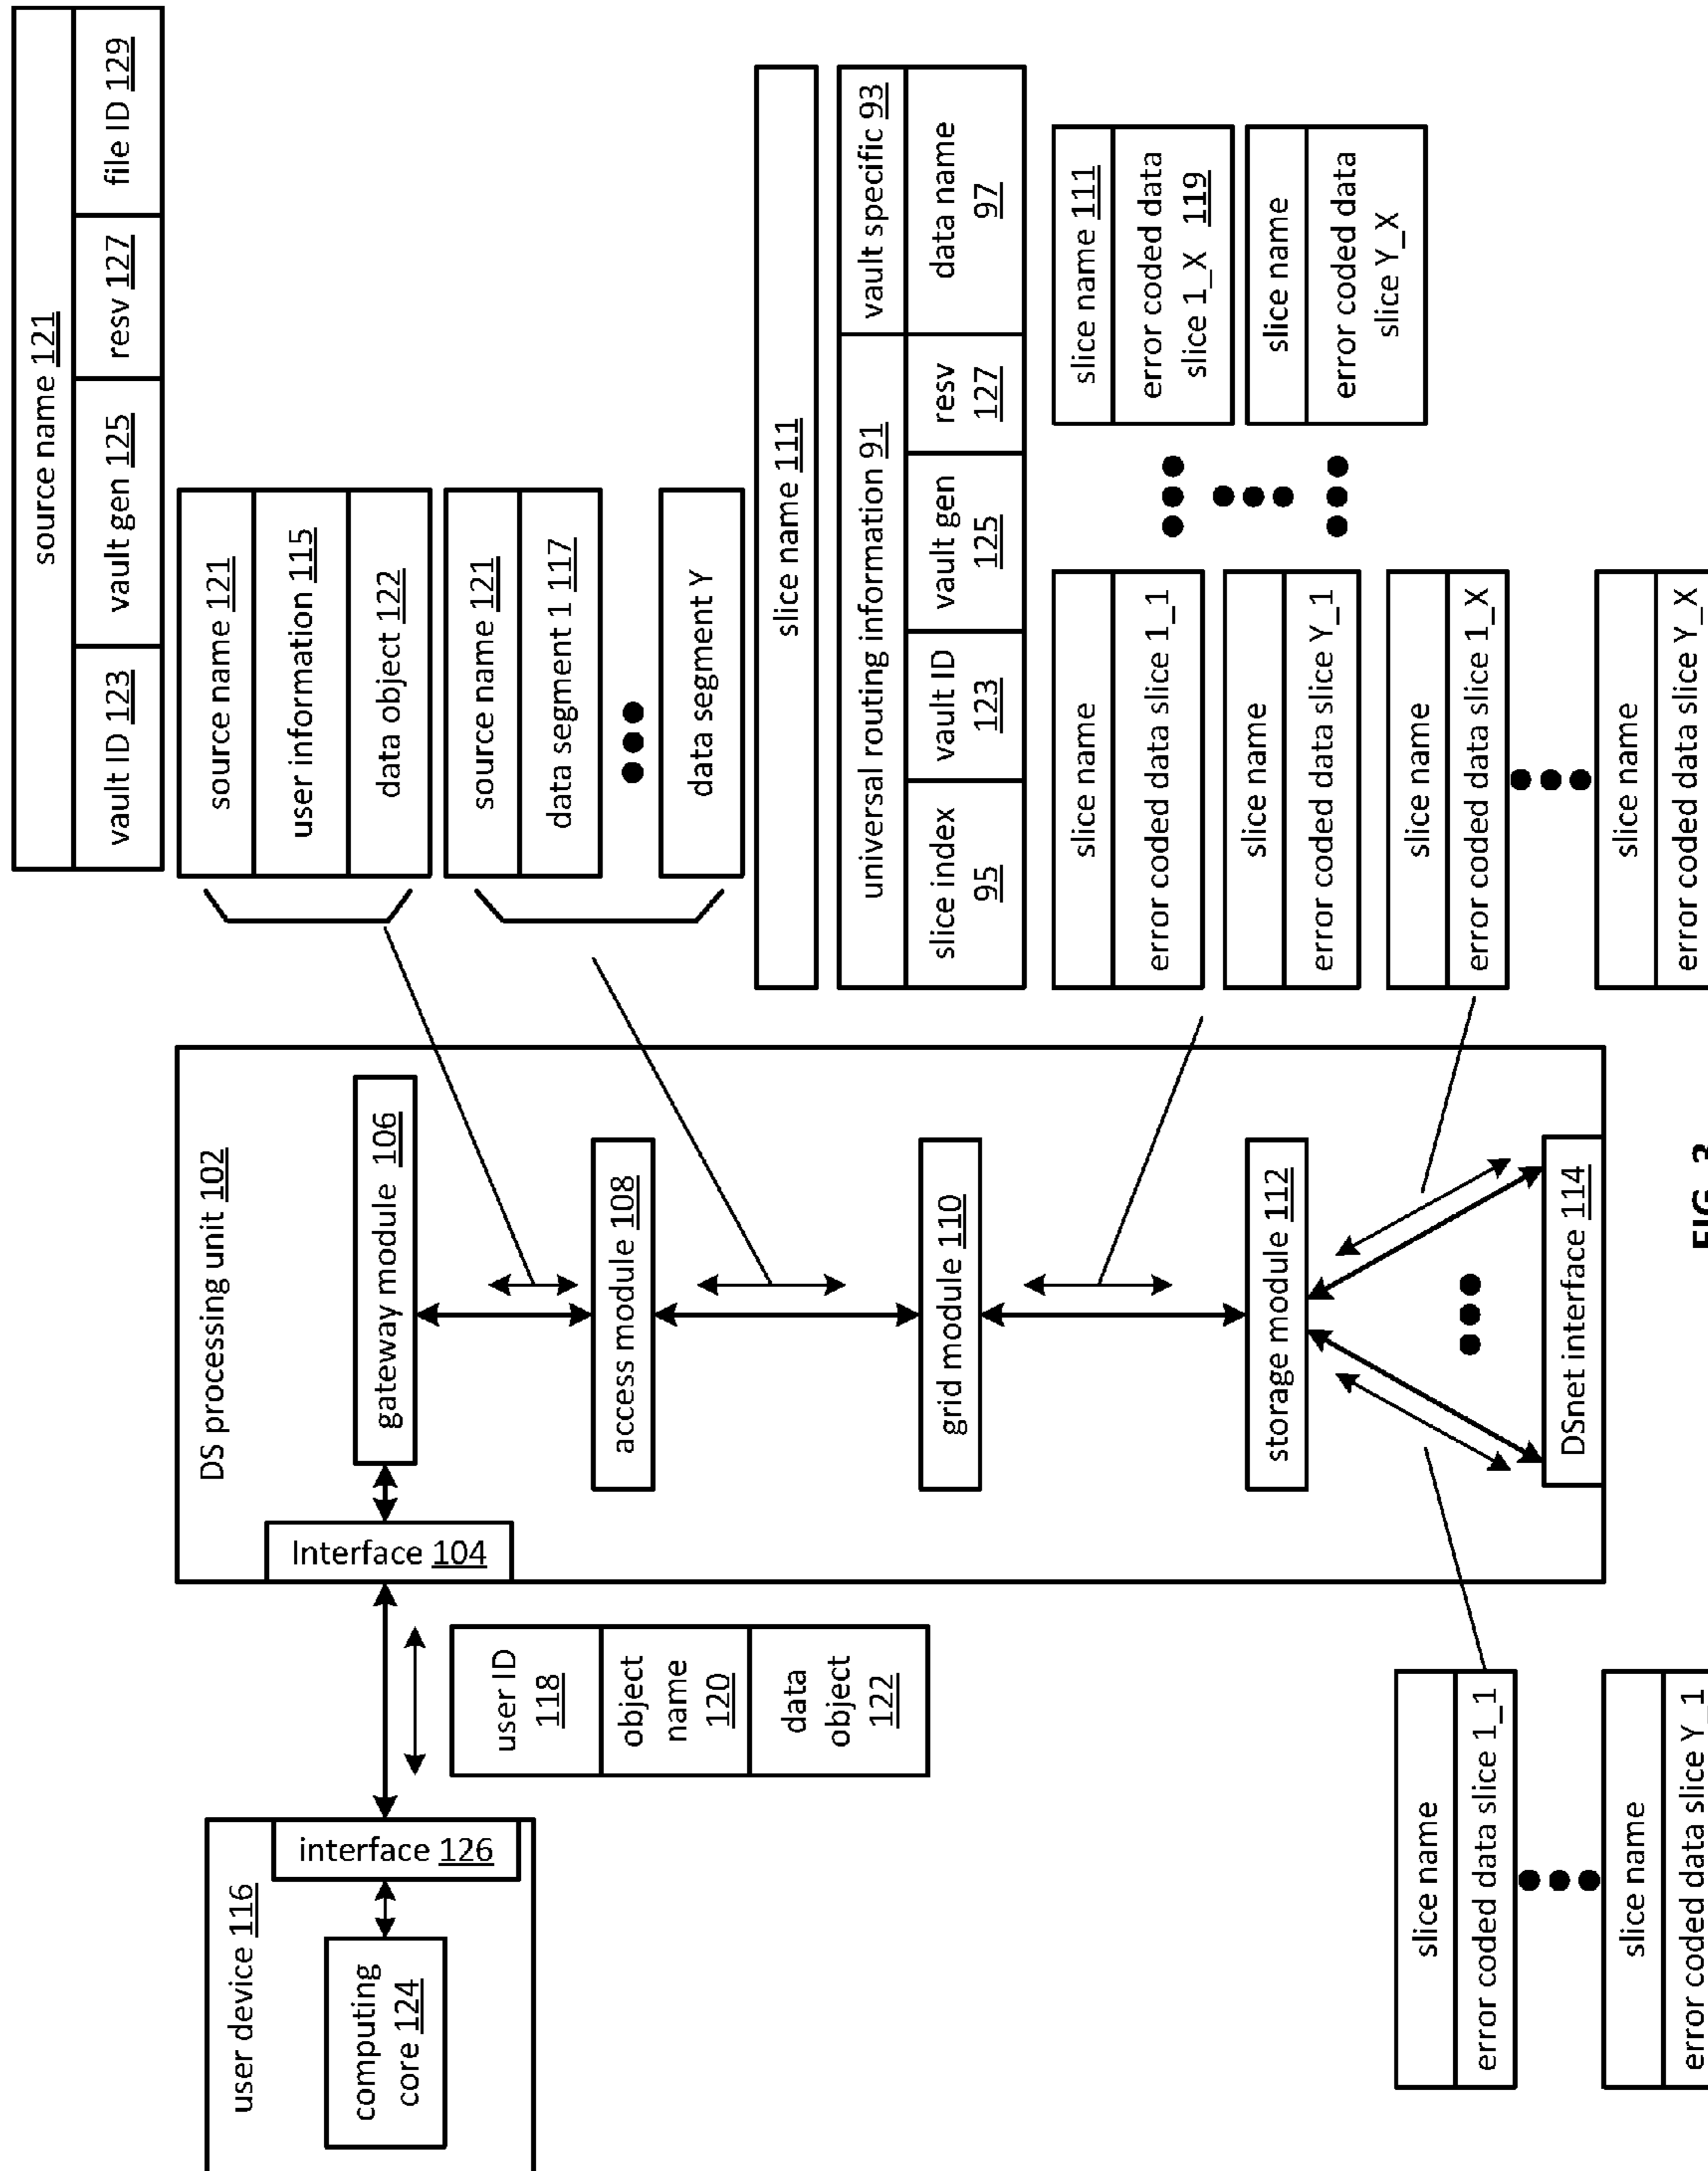 user device 116
computing
core 124
interface 126
user ID
118
object
name
120
data
object
122
DS processing unit 102
Interface 104
gateway module 106
access module 108
grid module 110
storage module 112
DSnet interface 114
source name 121
vault ID 123
vault gen 125
resv 127
file ID 129
source name 121
user information 115
data object 122
source name 121
data segment 1 117
data segment Y
slice name 111
universal routing information 91
vault specific 93
slice index
95
vault ID
123
vault gen
125
resv
127
data name
97
slice name
error coded data slice 1_1
slice name 111
error coded data
slice 1_X 119
slice name
error coded data slice Y_1
slice name
error coded data
slice Y_X
slice name
error coded data slice 1_1
slice name
error coded data slice Y_1
slice name
error coded data slice 1_X
slice name
error coded data slice Y_X
FIG. 3